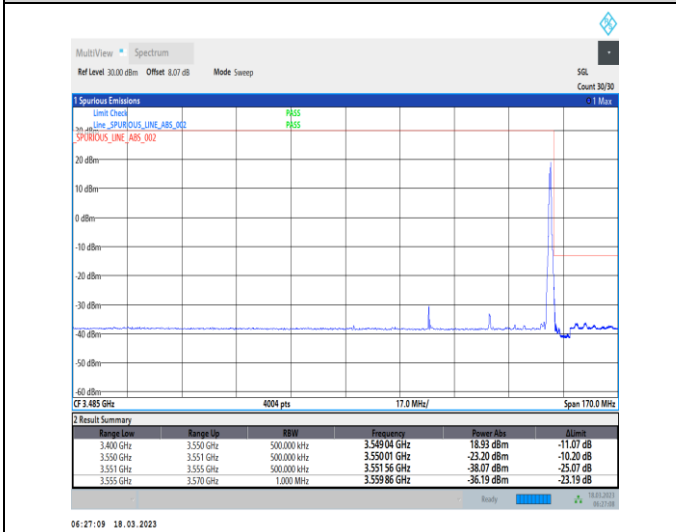 MultiView Spectrum
Ref Level 30.00 dBm Offset 8.07 dB Mode Sweep SGL
Count 30/30
1 Spurious Emissions 1 Max
Limit Check PASS
Line _SPURIOUS_LINE_ABS_002 PASS
_SPURIOUS_LINE_ABS_002
20 dBm
10 dBm
0 dBm
-10 dBm
-20 dBm
-30 dBm
-40 dBm
-50 dBm
-60 dBm
CF 3.485 GHz 4004 pts 17.0 MHz/ Span 170.0 MHz
2 Result Summary
Range Low Range Up RBW Frequency Power Abs ΔLimit
3.400 GHz 3.550 GHz 500.000 kHz 3.549 04 GHz 18.93 dBm -11.07 dB
3.550 GHz 3.551 GHz 500.000 kHz 3.550 01 GHz -23.20 dBm -10.20 dB
3.551 GHz 3.555 GHz 500.000 kHz 3.551 56 GHz -38.07 dBm -25.07 dB
3.555 GHz 3.570 GHz 1.000 MHz 3.559 86 GHz -36.19 dBm -23.19 dB
Ready 18.03.2023
06:27:08
06:27:09 18.03.2023